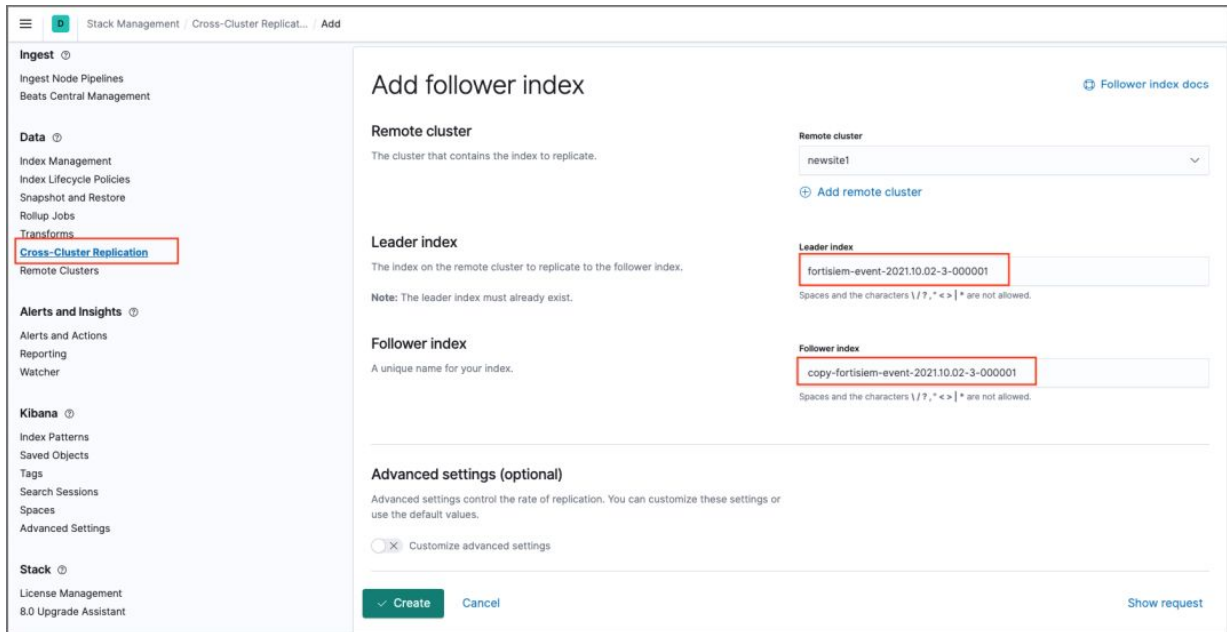 D Stack Management / Cross-Cluster Replicat... / Add
Ingest
Ingest Node Pipelines
Beats Central Management
Data
Index Management
Index Lifecycle Policies
Snapshot and Restore
Rollup Jobs
Transforms
Cross-Cluster Replication
Remote Clusters
Alerts and Insights
Alerts and Actions
Reporting
Watcher
Kibana
Index Patterns
Saved Objects
Tags
Search Sessions
Spaces
Advanced Settings
Stack
License Management
8.0 Upgrade Assistant
Add follower index
Follower index docs
Remote cluster
The cluster that contains the index to replicate.
Remote cluster
newsite1
Add remote cluster
Leader index
The index on the remote cluster to replicate to the follower index.
Note: The leader index must already exist.
Leader index
fortisiem-event-2021.10.02-3-000001
Spaces and the characters \ / ? , " < > | * are not allowed.
Follower index
A unique name for your index.
Follower index
copy-fortisiem-event-2021.10.02-3-000001
Spaces and the characters \ / ? , " < > | * are not allowed.
Advanced settings (optional)
Advanced settings control the rate of replication. You can customize these settings or
use the default values.
Customize advanced settings
Create
Cancel
Show request